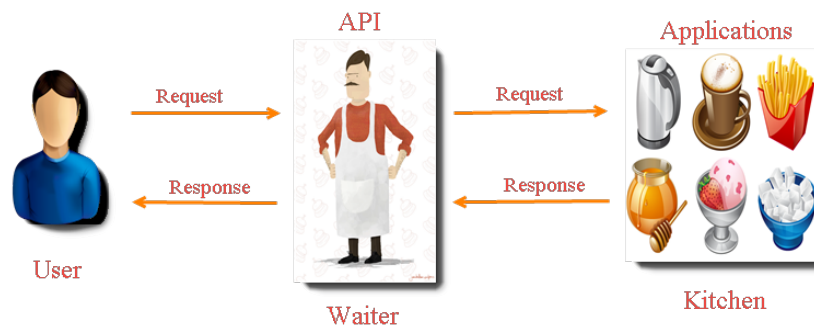 API
Applications
Request
Request
Response
Response
User
Waiter
Kitchen